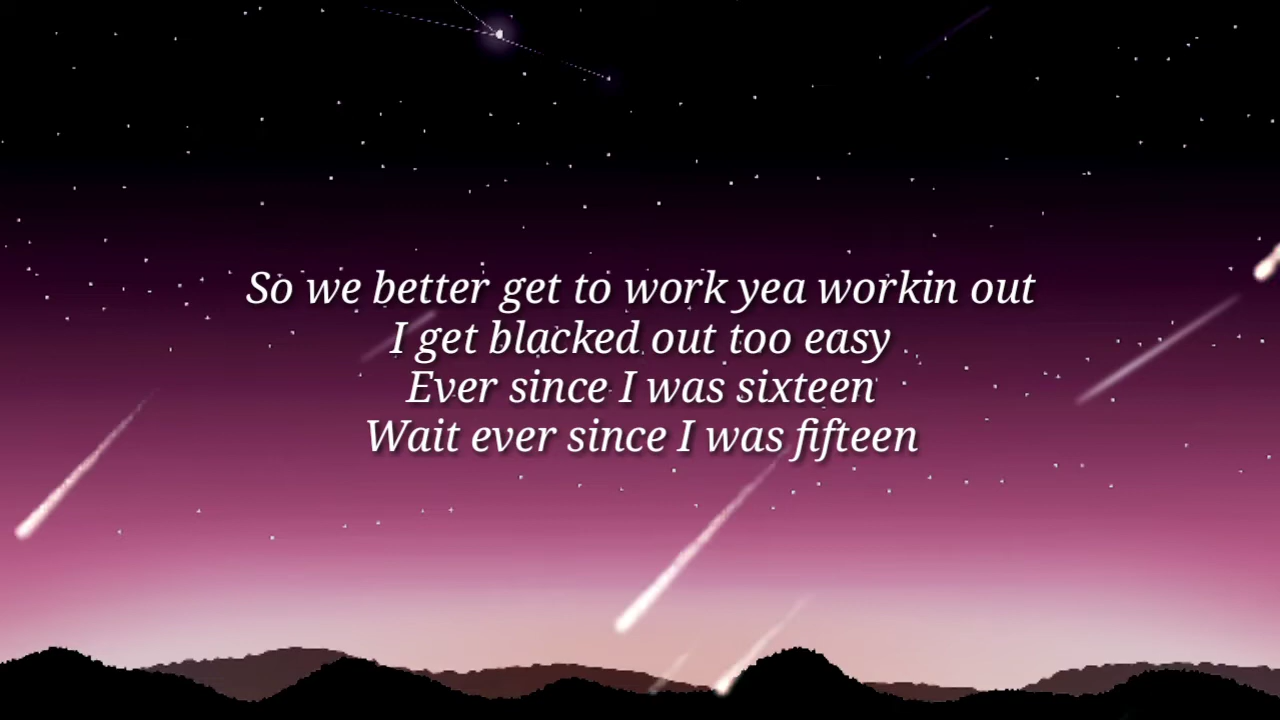 So we better get to work yea workin out
I get blacked out too easy
Ever since I was sixteen
Wait ever since I was fifteen